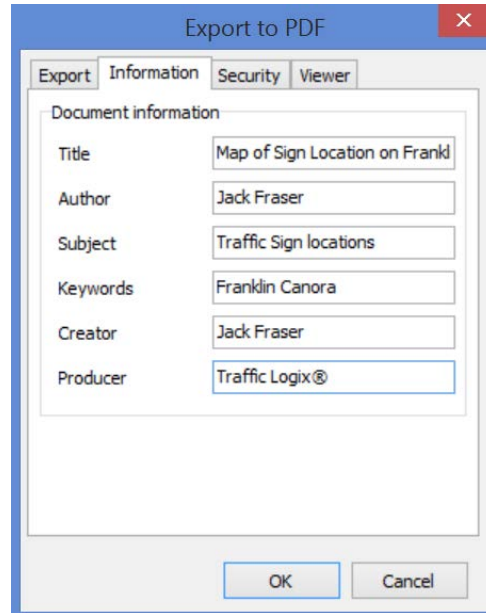 Export to PDF
Export Information Security Viewer
Document information
Title Map of Sign Location on Frankl
Author Jack Fraser
Subject Traffic Sign locations
Keywords Franklin Canora
Creator Jack Fraser
Producer Traffic Logix®
OK Cancel